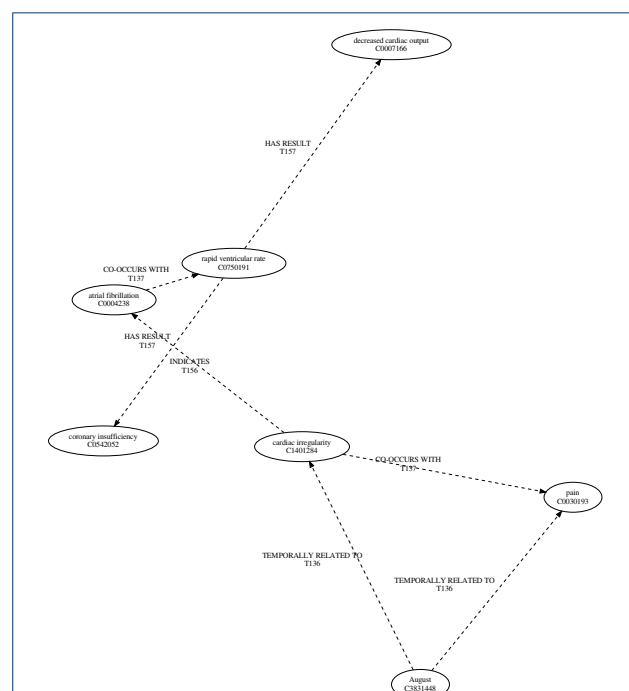 decreased cardiac output
C0007166
HAS RESULT
T157
rapid ventricular rate
C0750191
CO-OCCURS WITH
T137
atrial fibrillation
C0004238
HAS RESULT
T157
INDICATES
T156
coronary insufficiency
C0542052
cardiac irregularity
C1401284
CO-OCCURS WITH
T137
pain
C0030193
TEMPORALLY RELATED TO
T136
TEMPORALLY RELATED TO
T136
August
C3831448